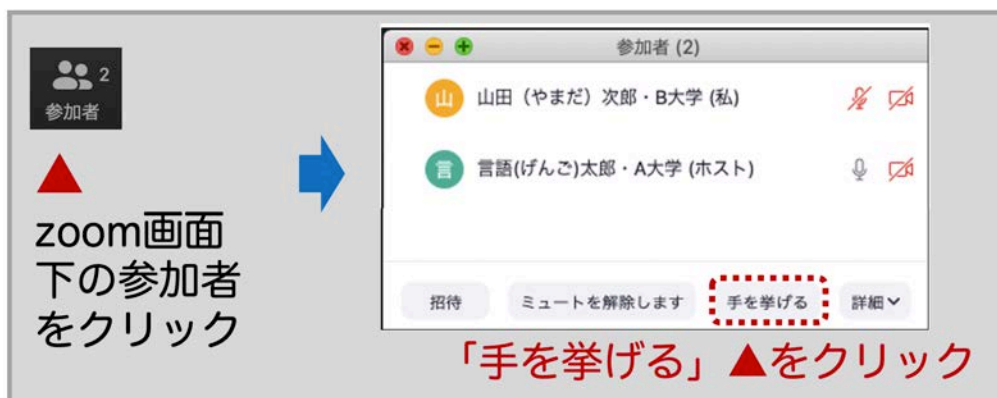 2
参加者
▲
zoom画面
下の参加者
をクリック
参加者 (2)
山
山田（やまだ）次郎・B大学 (私)
言
言語(げんご)太郎・A大学 (ホスト)
招待
ミュートを解除します
手を挙げる
詳細
「手を挙げる」▲をクリック